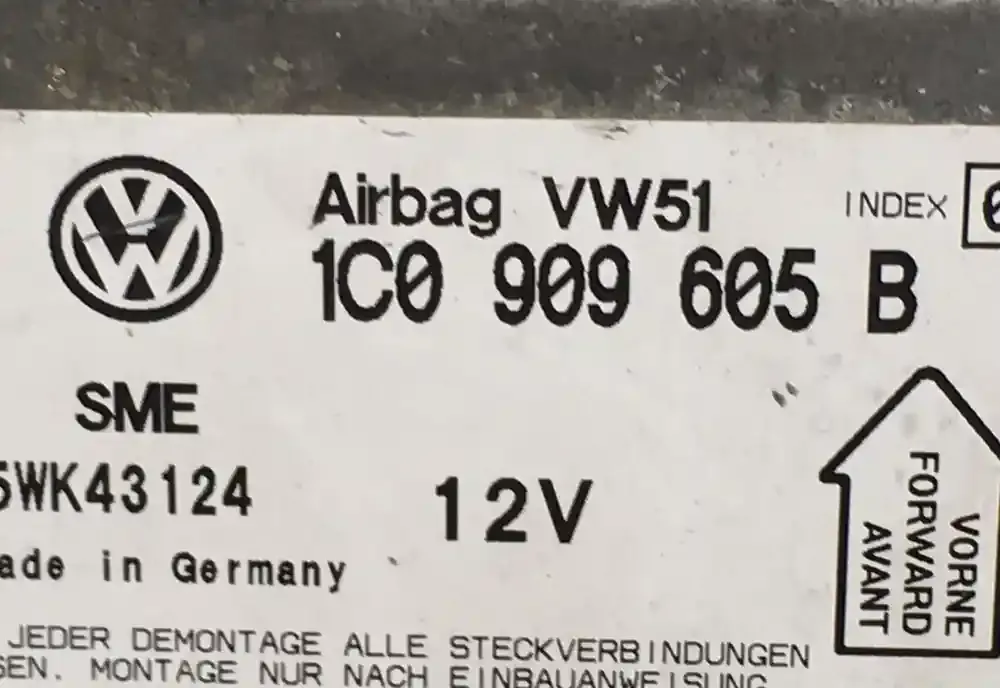 Airbag VW51 INDEX
1C0 909 605 B
SME
5WK43124
12V
VORNE
FORWARD
AVANT
ade in Germany
JEDER DEMONTAGE ALLE STECKVERBINDUNGEN
SEN. MONTAGE NUR NACH EINBAUANWEISUNG